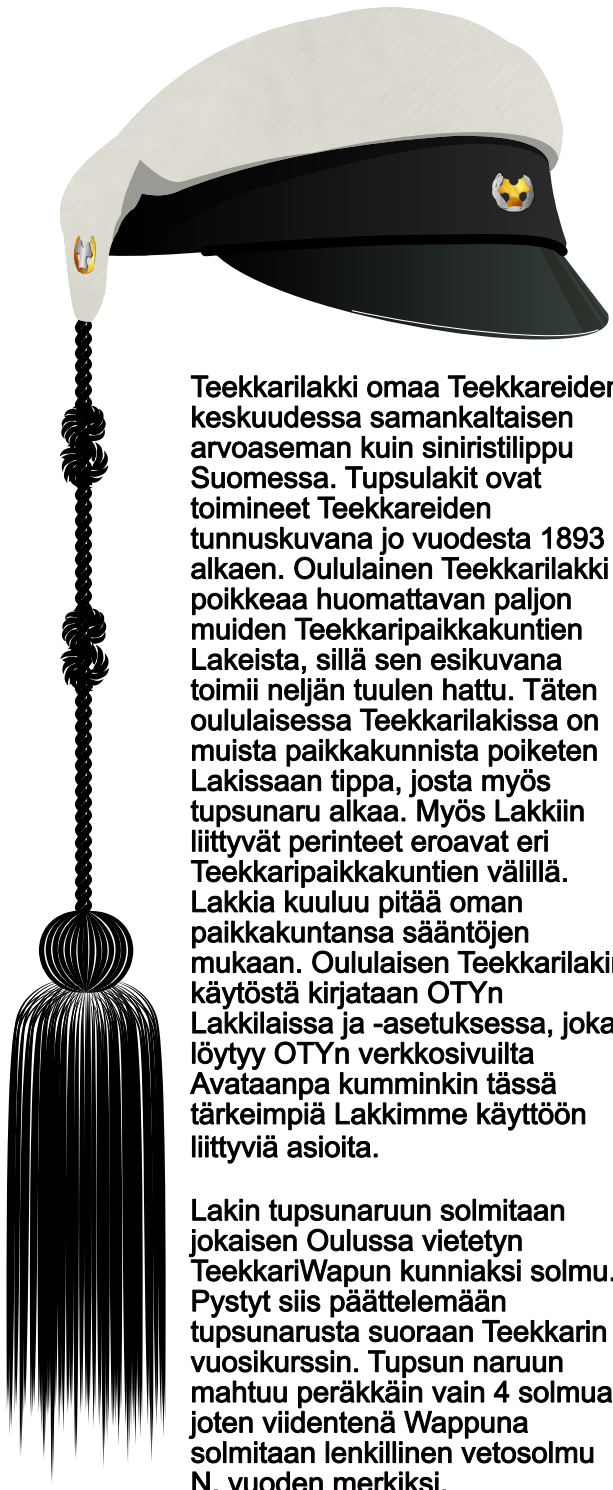 Teekkarilakki omaa Teekkareiden
keskuudessa samankaltaisen
arvoaseman kuin siniristilippu
Suomessa. Tupsulakit ovat
toimineet Teekkareiden
tunnuskuvana jo vuodesta 1893
alkaen. Oululainen Teekkarilakki
poikkeaa huomattavan paljon
muiden Teekkaripaikkakuntien
Lakeista, sillä sen esikuvana
toimii neljän tuulen hattu. Täten
oululaisessa Teekkarilakissa on
muista paikkakunnista poiketen
Lakissaan tippa, josta myös
tupsunaru alkaa. Myös Lakkiin
liittyvät perinteet eroavat eri
Teekkaripaikkakuntien välillä.
Lakkia kuuluu pitää oman
paikkakuntansa sääntöjen
mukaan. Oululaisen Teekkarilakin
käytöstä kirjataan OTYn
Lakkilaissa ja -asetuksessa, joka
löytyy OTYn verkkosivuilta
Avataanpa kumminkin tässä
tärkeimpiä Lakkimme käyttöön
liittyviä asioita.
Lakin tupsunaruun solmitaan
jokaisen Oulussa vietetyn
TeekkariWapun kunniaksi solmu.
Pystyt siis päättelemään
tupsunarusta suoraan Teekkarin
vuosikurssin. Tupsun naruun
mahtuu peräkkäin vain 4 solmua
joten viidentenä Wappuna
solmitaan lenkillinen vetosolmu
N. vuoden merkiksi.